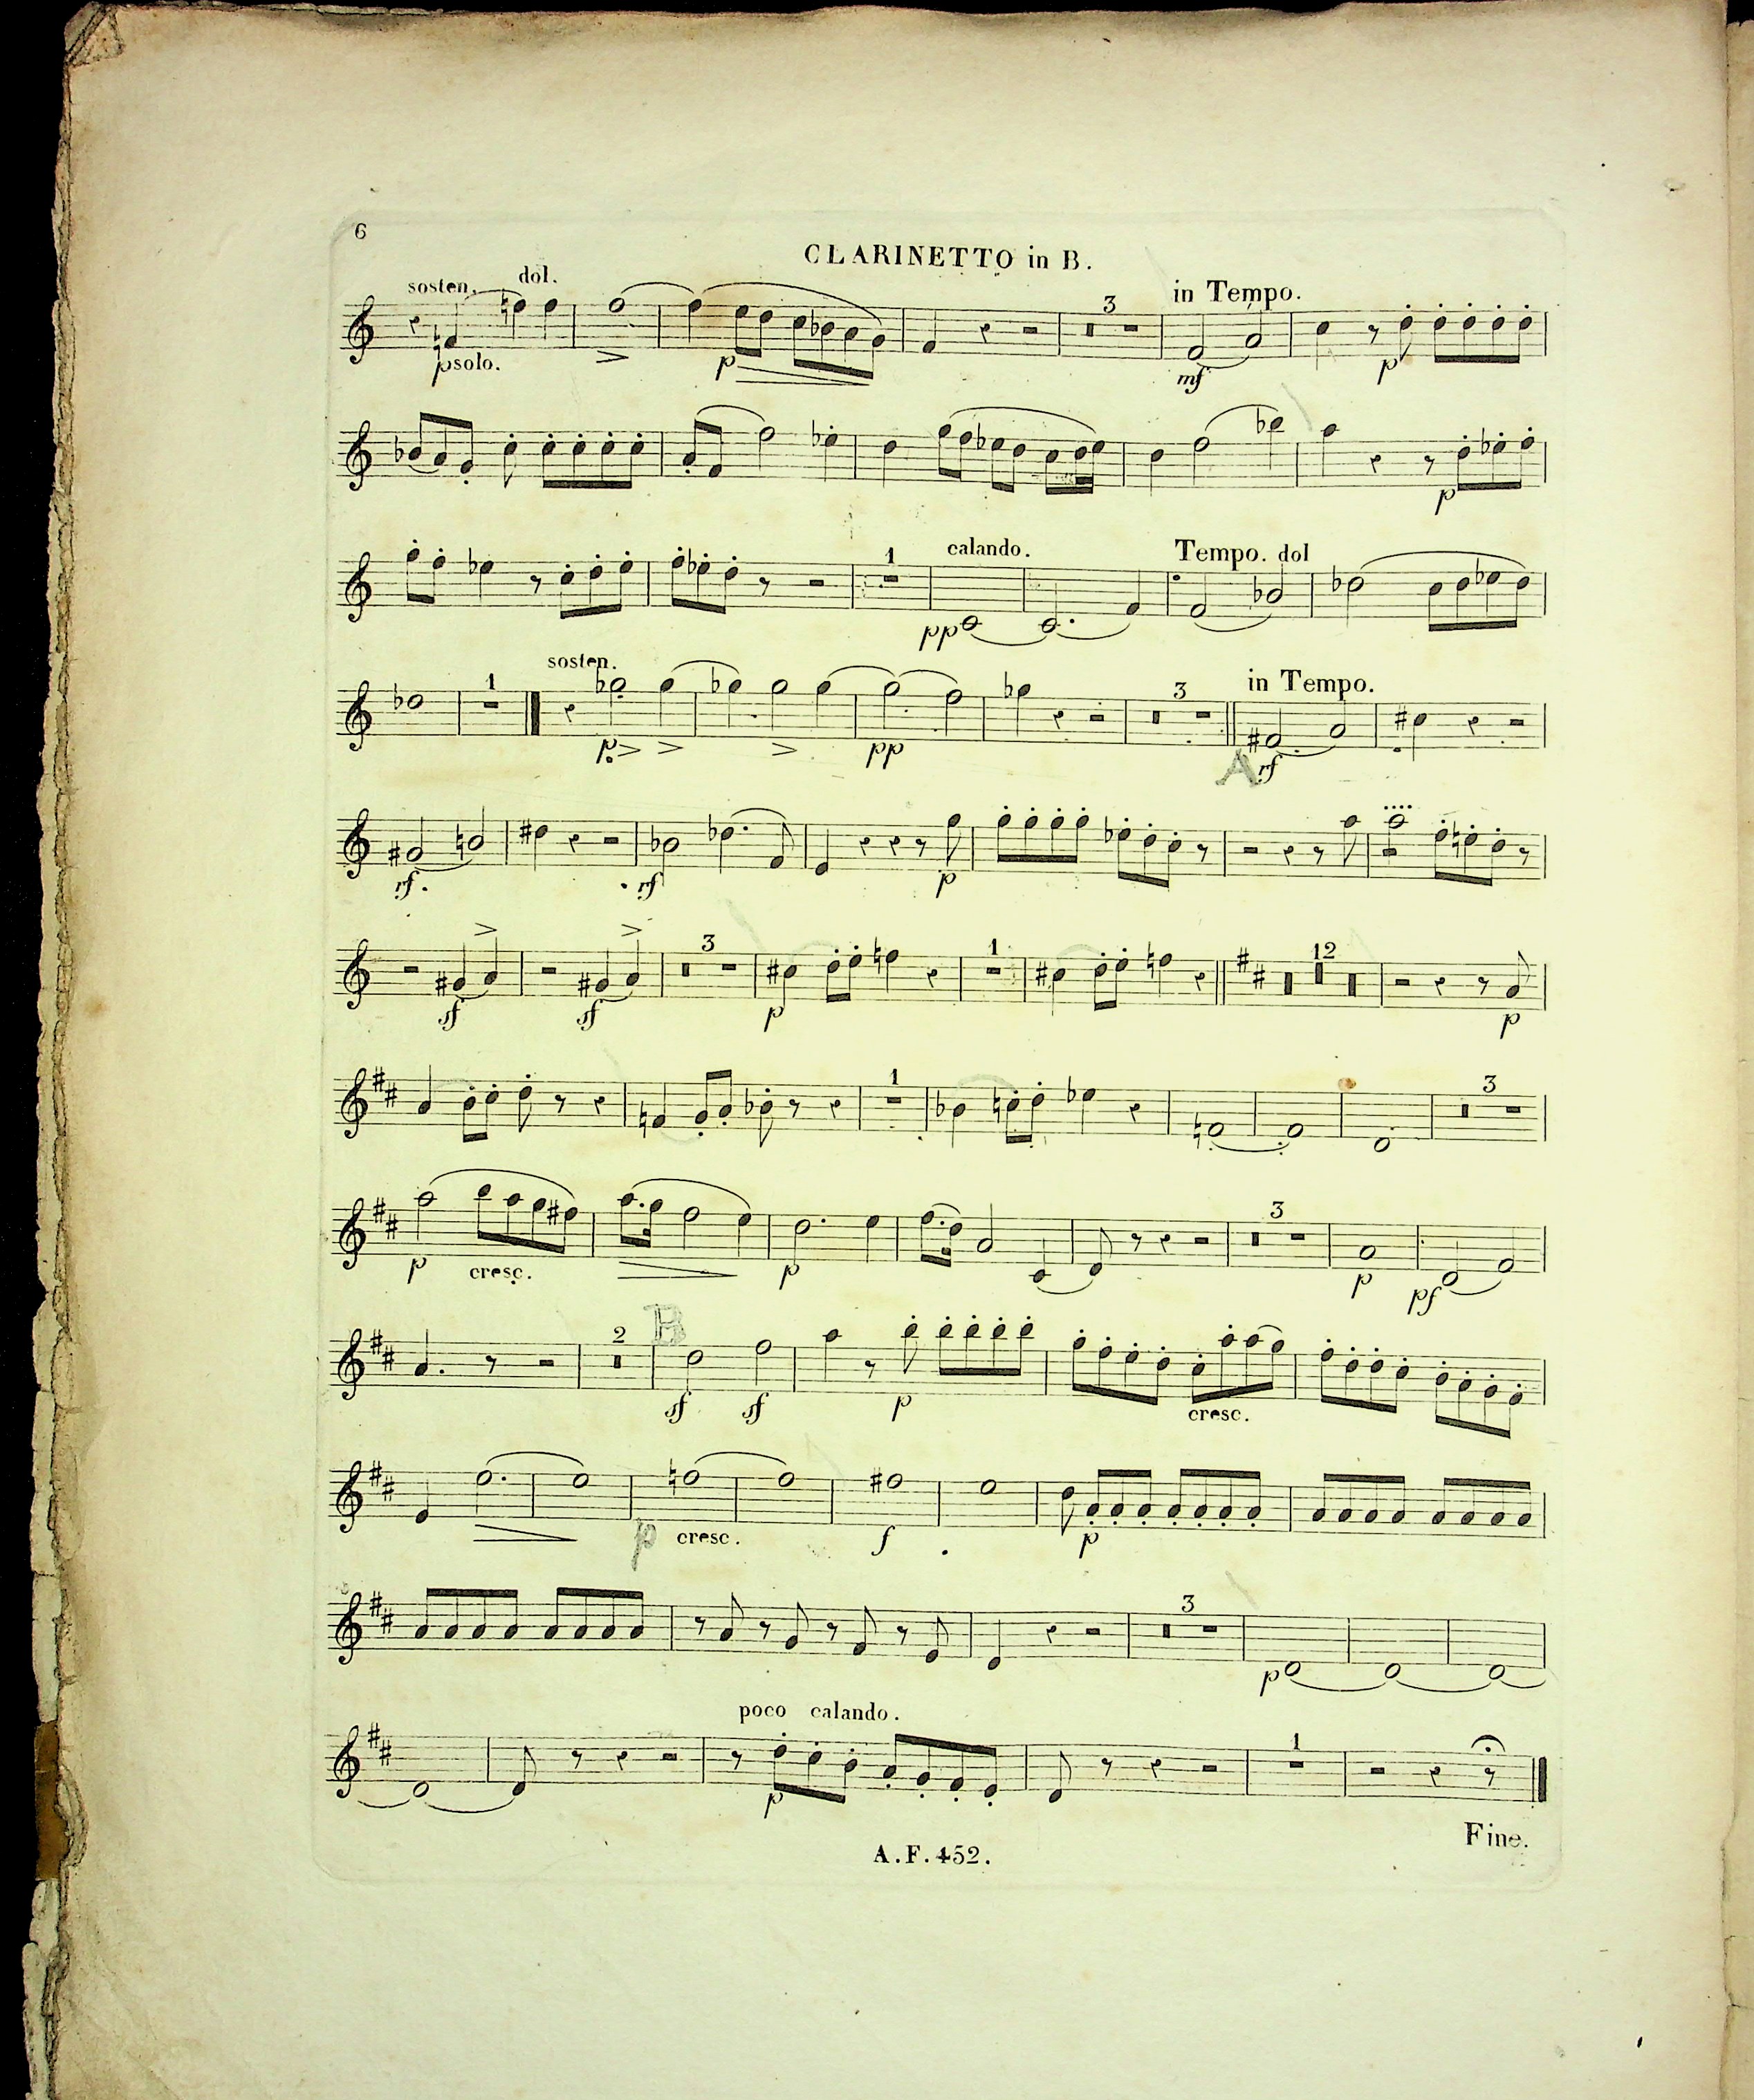 6
CLARINETTO in B.
sosten. dol. 3 in Tempo.
psolo. > p mf p
p
1 calando. Tempo. dol
pp
1 sosten. 3 in Tempo.
p > > > pp A rf
rf. rf p
> > 3 1 12
sf sf p p
1 3
3
p cresc. p p pf
2 B
sf sf p cresc.
p cresc. f p
3
p
poco calando. 1
p
Fine.
A.F.452.